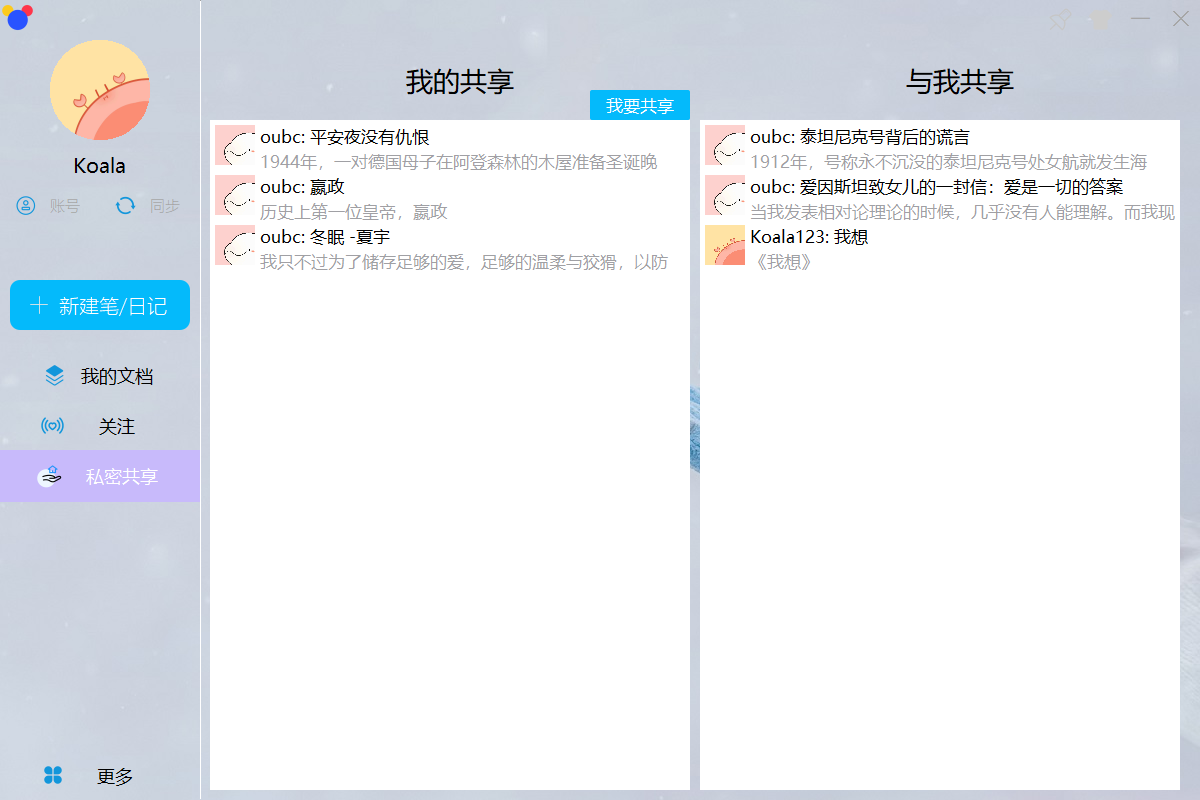 Koala
账号
同步
新建笔/日记
我的文档
关注
私密共享
更多
我的共享
我要共享
oubc: 平安夜没有仇恨
1944年，一对德国母子在阿登森林的木屋准备圣诞晚
oubc: 嬴政
历史上第一位皇帝，嬴政
oubc: 冬眠 -夏宇
我只不过为了储存足够的爱，足够的温柔与狡猾，以防
与我共享
oubc: 泰坦尼克号背后的谎言
1912年，号称永不沉没的泰坦尼克号处女航就发生海
oubc: 爱因斯坦致女儿的一封信：爱是一切的答案
当我发表相对论理论的时候，几乎没有人能理解。而我现
Koala123: 我想
《我想》